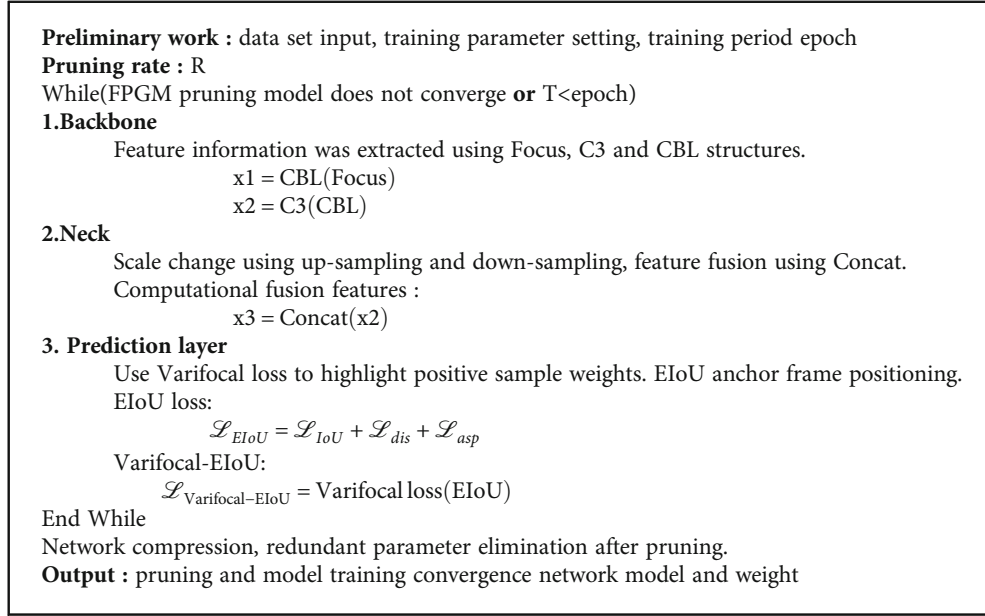 Preliminary work : data set input, training parameter setting, training period epoch
Pruning rate : R
While(FPGM pruning model does not converge or T<epoch)
1.Backbone
Feature information was extracted using Focus, C3 and CBL structures.
x1 = CBL(Focus)
x2 = C3(CBL)
2.Neck
Scale change using up-sampling and down-sampling, feature fusion using Concat.
Computational fusion features :
x3 = Concat(x2)
3. Prediction layer
Use Varifocal loss to highlight positive sample weights. EIoU anchor frame positioning.
EIoU loss:
ℒ_EIoU = ℒ_IoU + ℒ_dis + ℒ_asp
Varifocal-EIoU:
ℒ_Varifocal−EIoU = Varifocal loss(EIoU)
End While
Network compression, redundant parameter elimination after pruning.
Output : pruning and model training convergence network model and weight